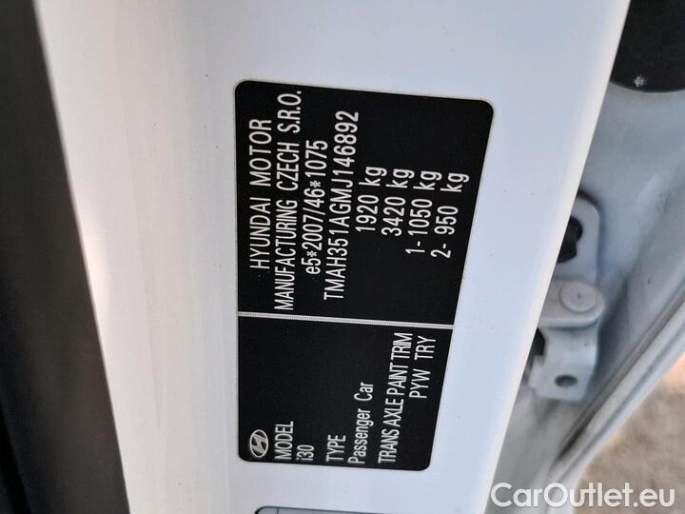 HYUNDAI MOTOR
MANUFACTURING CZECH S.R.O.
e5*2007/46*1075
TMAH351AGMJ146892
1920 kg
3420 kg
1- 1050 kg
2- 950 kg
MODEL
i30
TYPE
Passenger Car
TRANS AXLE PAINT TRIM
PYW TRY
CarOutlet.eu